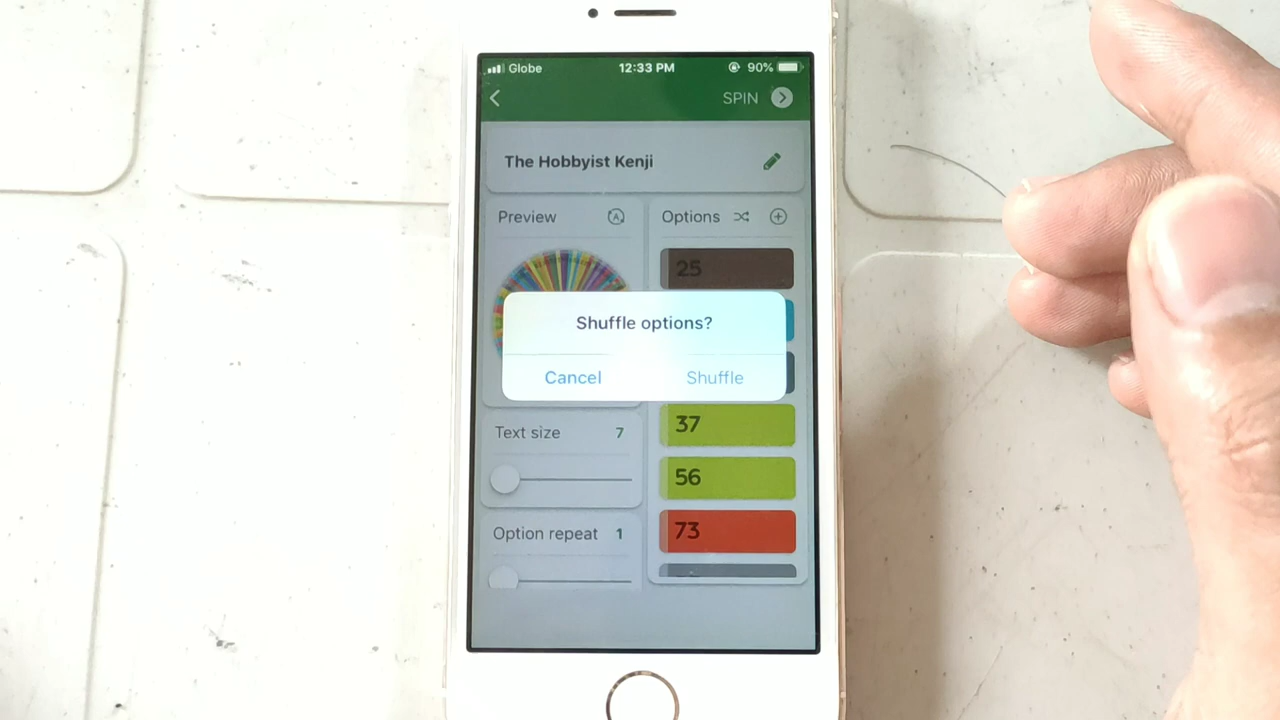 Globe 12:33 PM 90%
SPIN
The Hobbyist Kenji
Preview
Options
25
Shuffle options?
Cancel
Shuffle
37
Text size 7
56
73
Option repeat 1